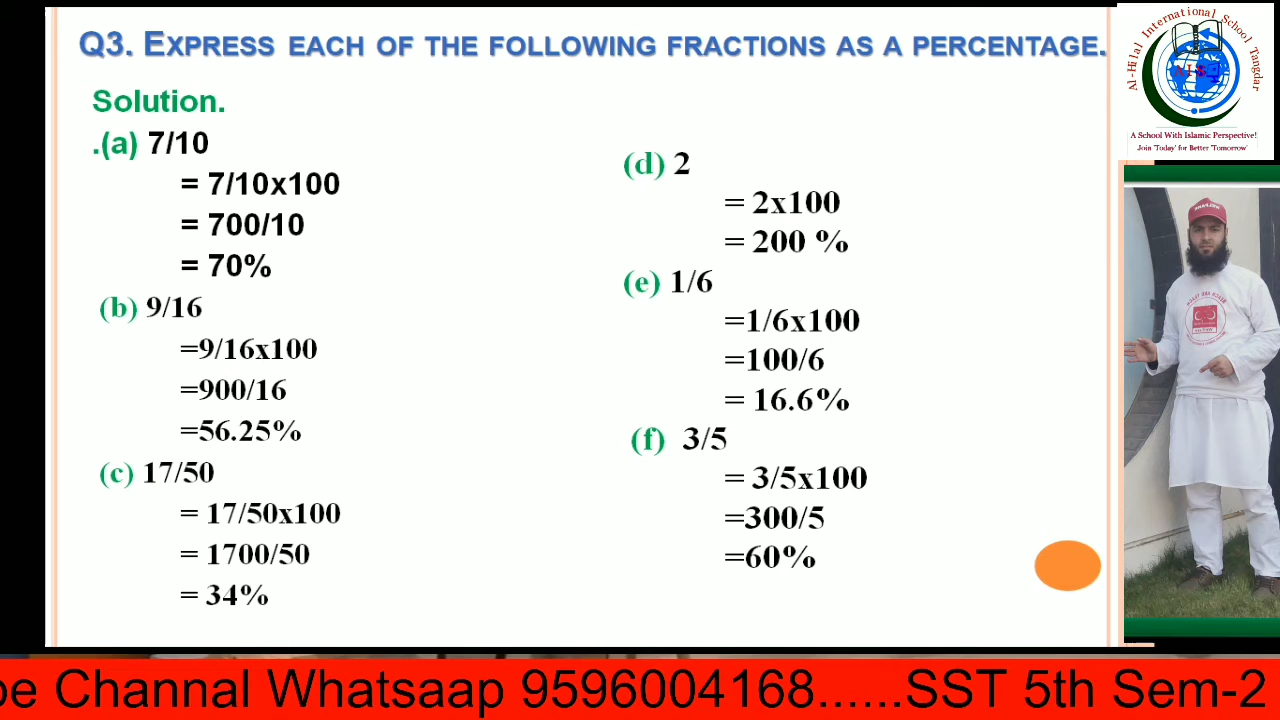 Q3. EXPRESS EACH OF THE FOLLOWING FRACTIONS AS A PERCENTAGE.
Solution.
.(a) 7/10
= 7/10x100
= 700/10
= 70%
(b) 9/16
=9/16x100
=900/16
=56.25%
(c) 17/50
= 17/50x100
= 1700/50
= 34%
(d) 2
= 2x100
= 200 %
(e) 1/6
=1/6x100
=100/6
= 16.6%
(f) 3/5
= 3/5x100
=300/5
=60%
Al-Hilal International School Tangdar
AIS
A School With Islamic Perspective!
Join 'Today' for Better 'Tomorrow'
Channal Whatsaap 9596004168......SST 5th Sem-2